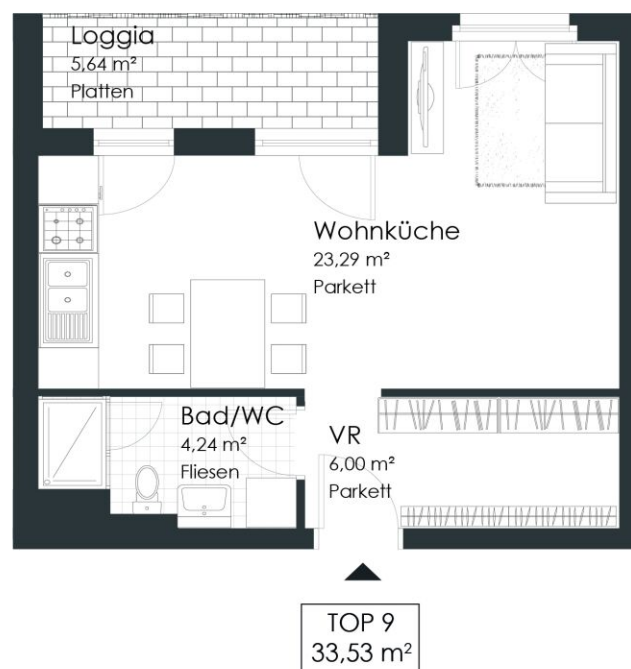 Loggia
5,64 m²
Platten
Wohnküche
23,29 m²
Parkett
Bad/WC
4,24 m²
Fliesen
VR
6,00 m²
Parkett
TOP 9
33,53 m²